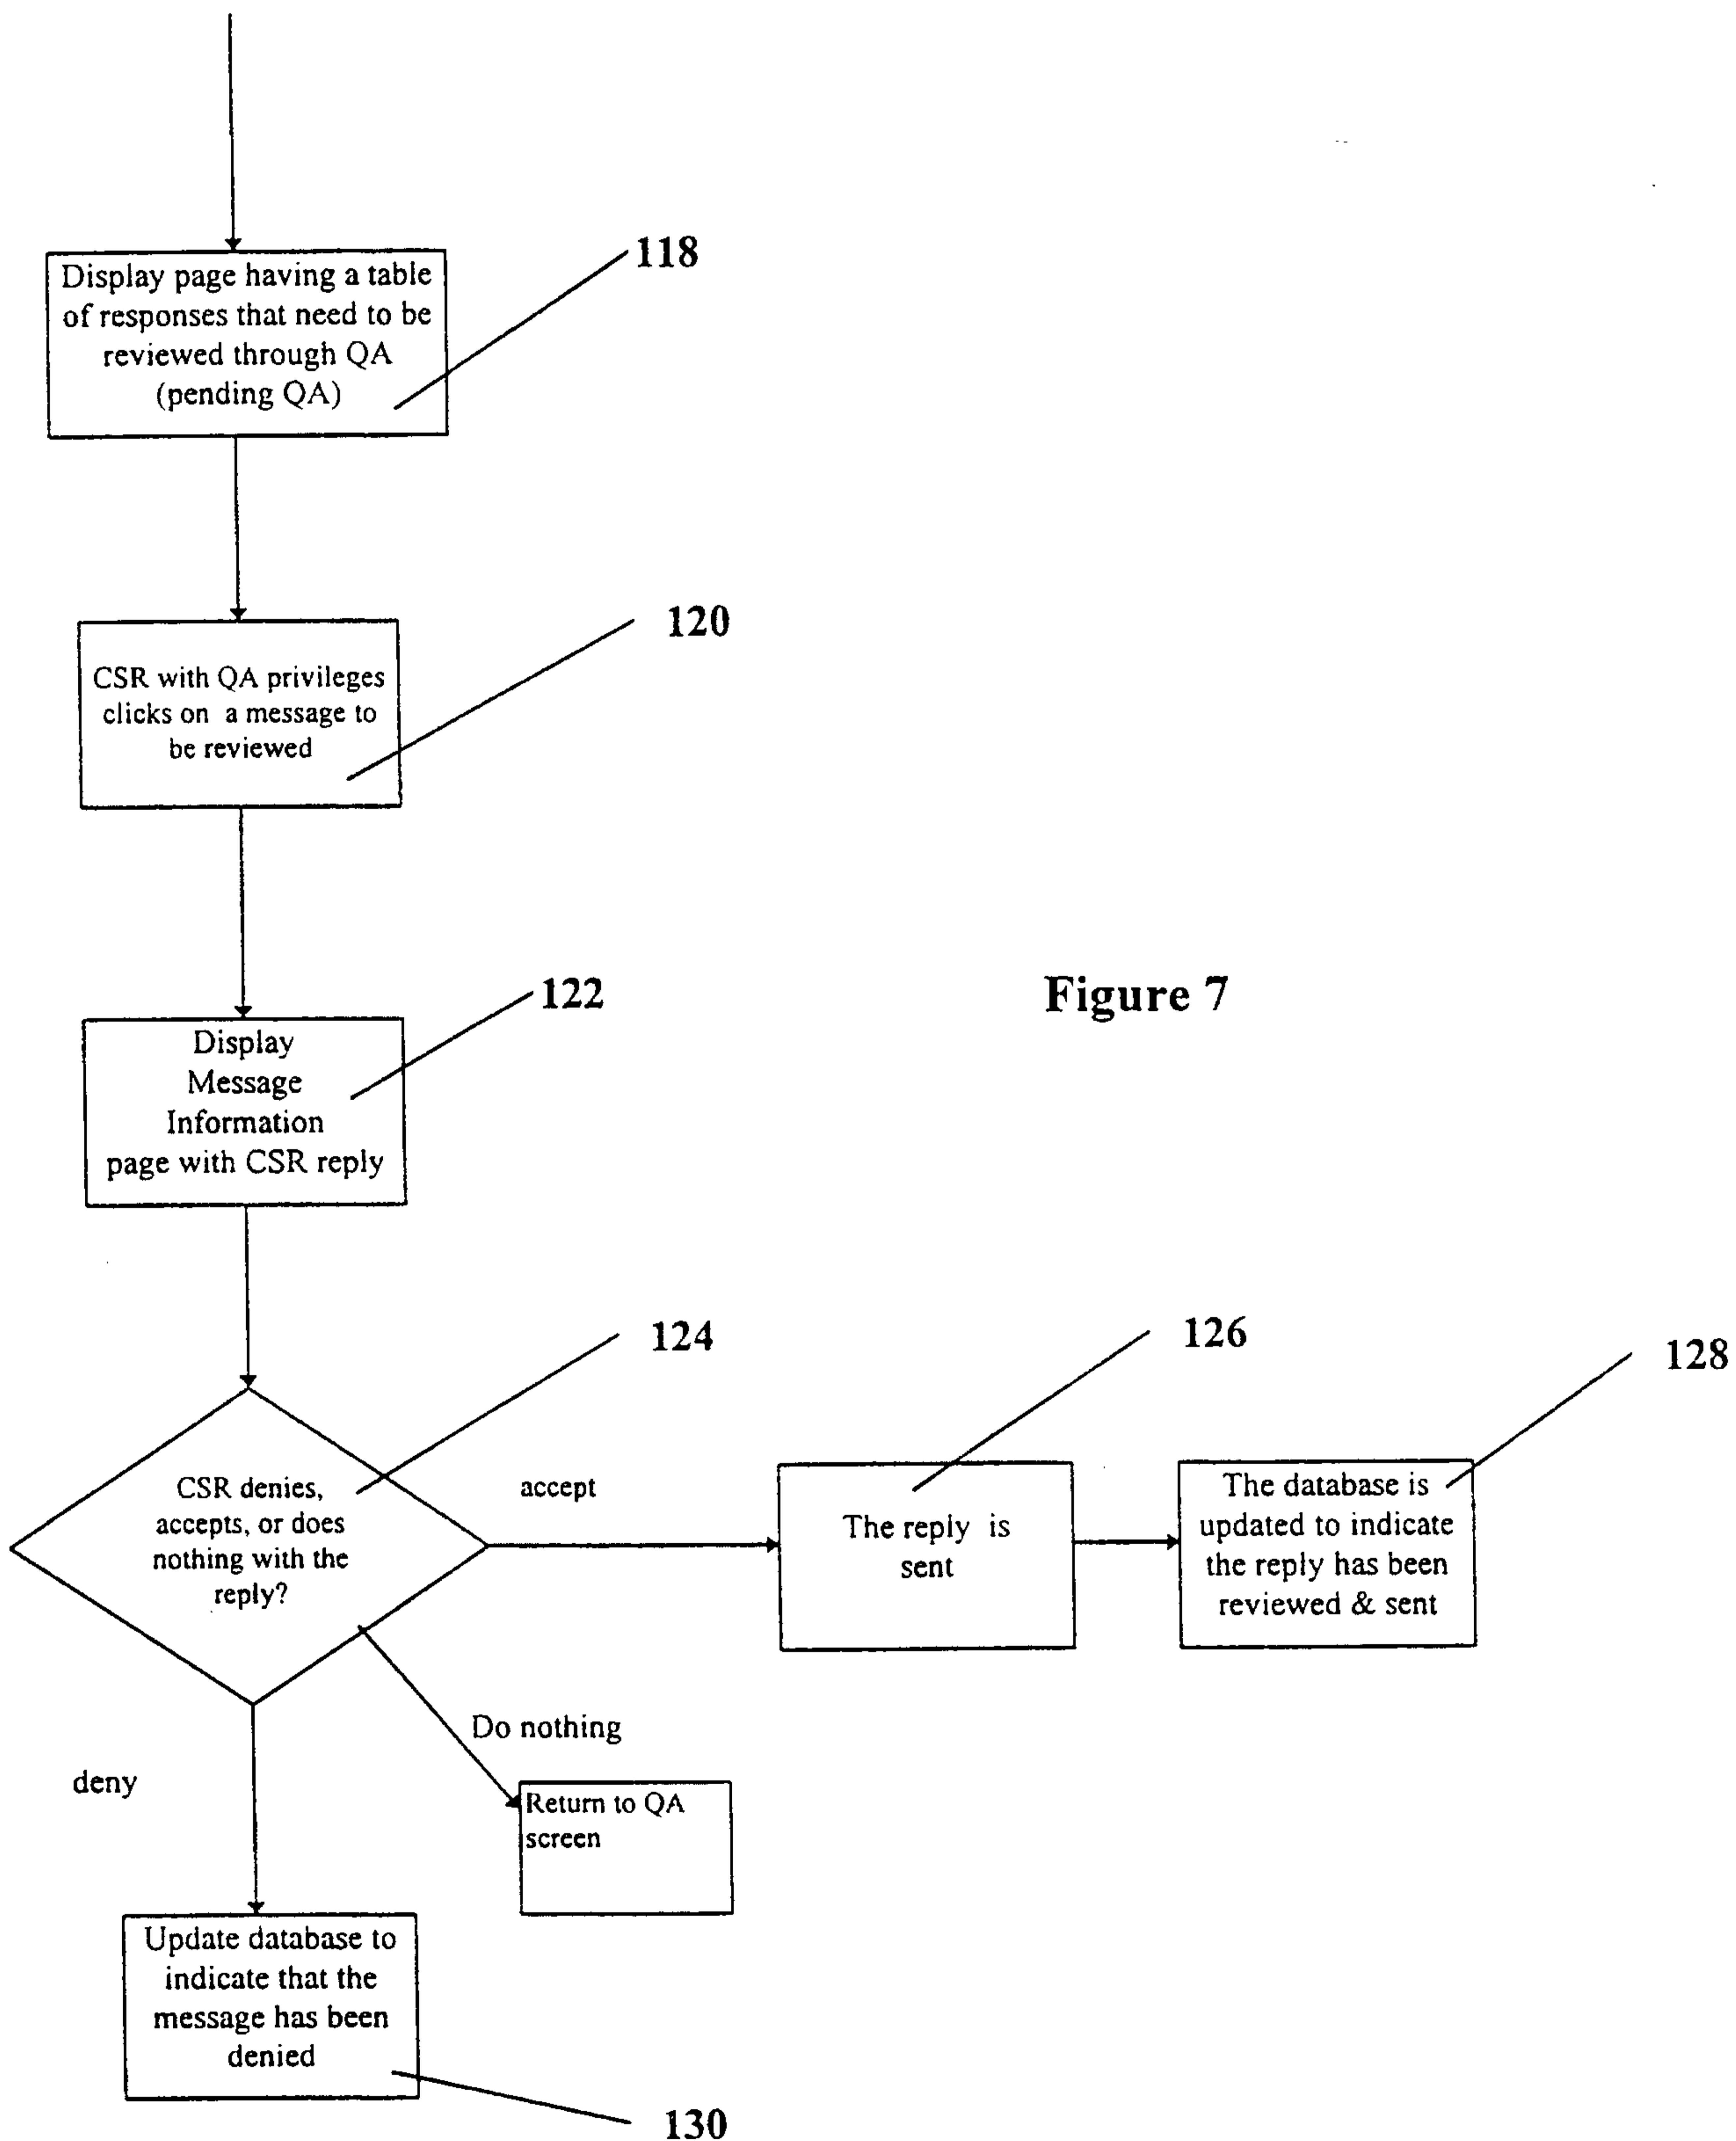 118
Display page having a table
of responses that need to be
reviewed through QA
(pending QA)
120
CSR with QA privileges
clicks on a message to
be reviewed
122
Display
Message
Information
page with CSR reply
Figure 7
124
CSR denies,
accepts, or does
nothing with the
reply?
accept
126
The reply is
sent
128
The database is
updated to indicate
the reply has been
reviewed & sent
Do nothing
Return to QA
screen
deny
Update database to
indicate that the
message has been
denied
130